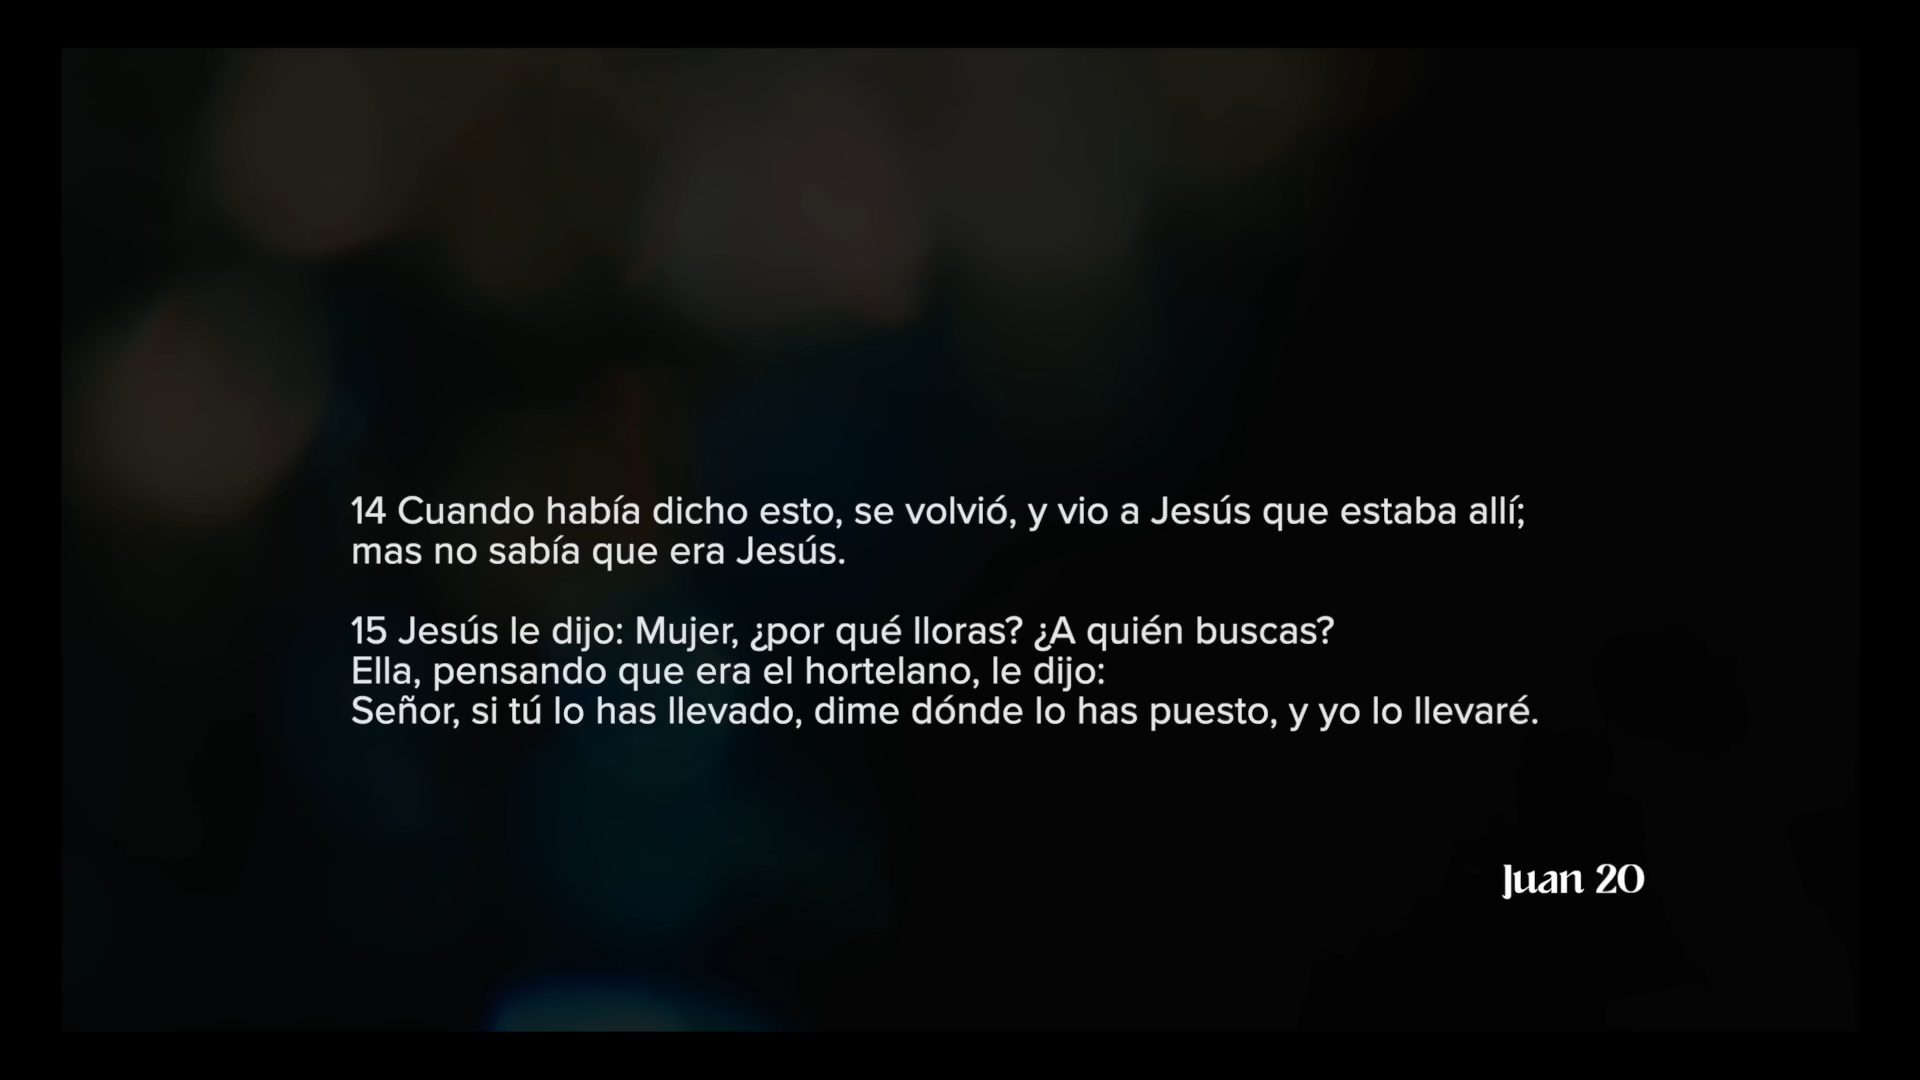 14 Cuando había dicho esto, se volvió, y vio a Jesús que estaba allí;
mas no sabía que era Jesús.
15 Jesús le dijo: Mujer, ¿por qué lloras? ¿A quién buscas?
Ella, pensando que era el hortelano, le dijo:
Señor, si tú lo has llevado, dime dónde lo has puesto, y yo lo llevaré.
Juan 20